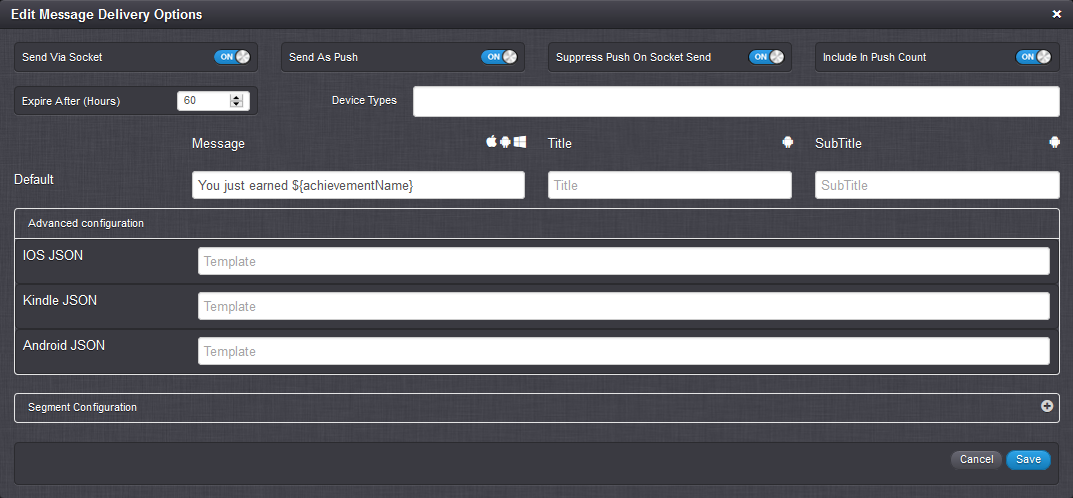 Edit Message Delivery Options
Send Via Socket ON Send As Push ON Suppress Push On Socket Send ON Include In Push Count ON
Expire After (Hours) 60 Device Types
Message Title SubTitle
Default You just earned ${achievementName} Title SubTitle
Advanced configuration
IOS JSON Template
Kindle JSON Template
Android JSON Template
Segment Configuration
Cancel Save